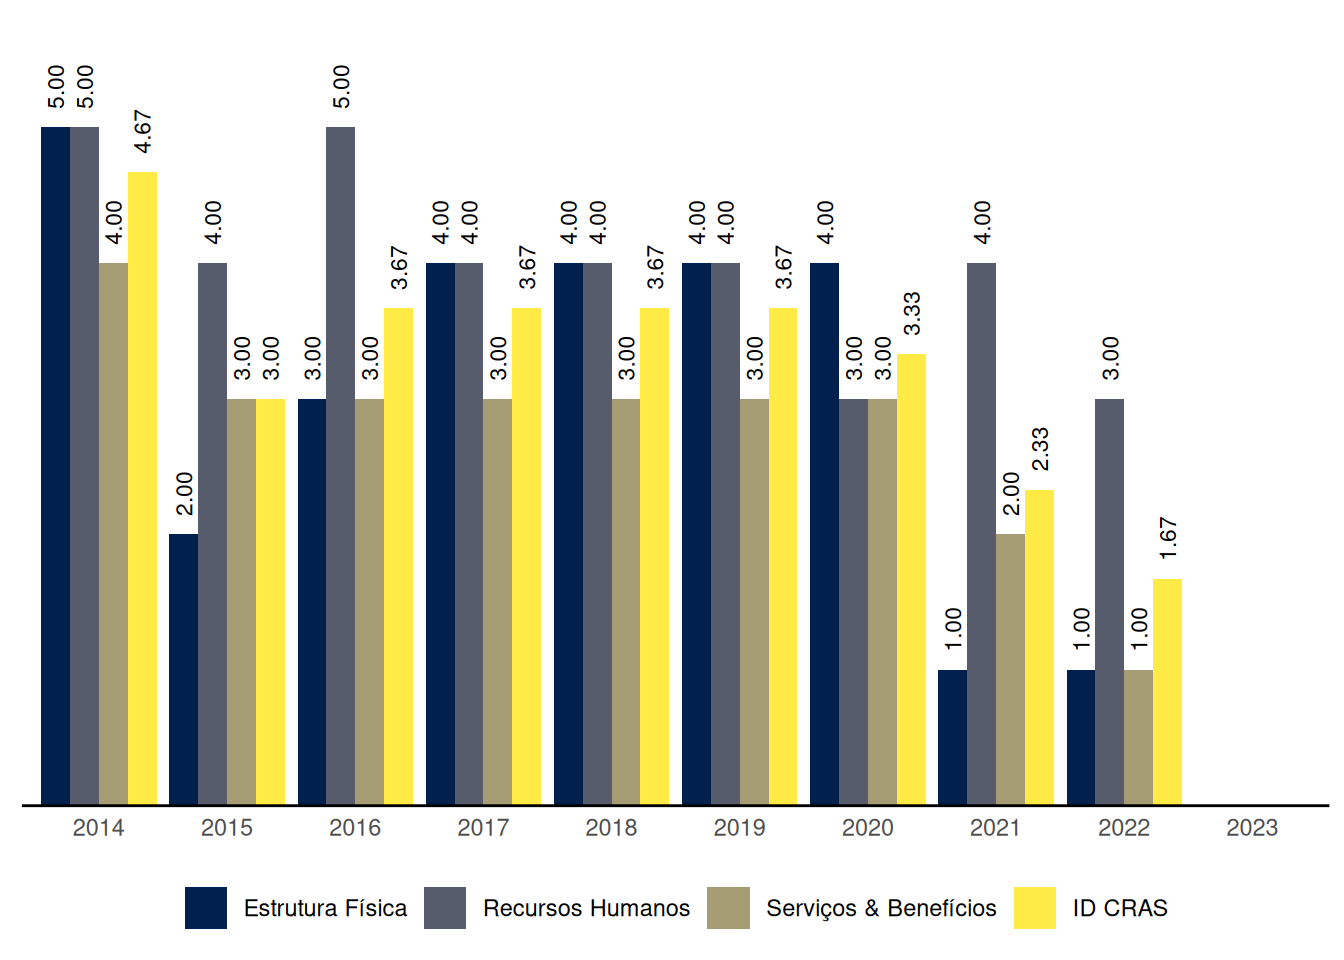 5.00 5.00 4.00 4.67
2.00 4.00 3.00 3.00
3.00 5.00 3.00 3.67
4.00 4.00 3.00 3.67
4.00 4.00 3.00 3.67
4.00 4.00 3.00 3.67
4.00 3.00 3.00 3.33
1.00 4.00 2.00 2.33
1.00 3.00 1.00 1.67
2014 2015 2016 2017 2018 2019 2020 2021 2022 2023
Estrutura Física Recursos Humanos Serviços & Benefícios ID CRAS